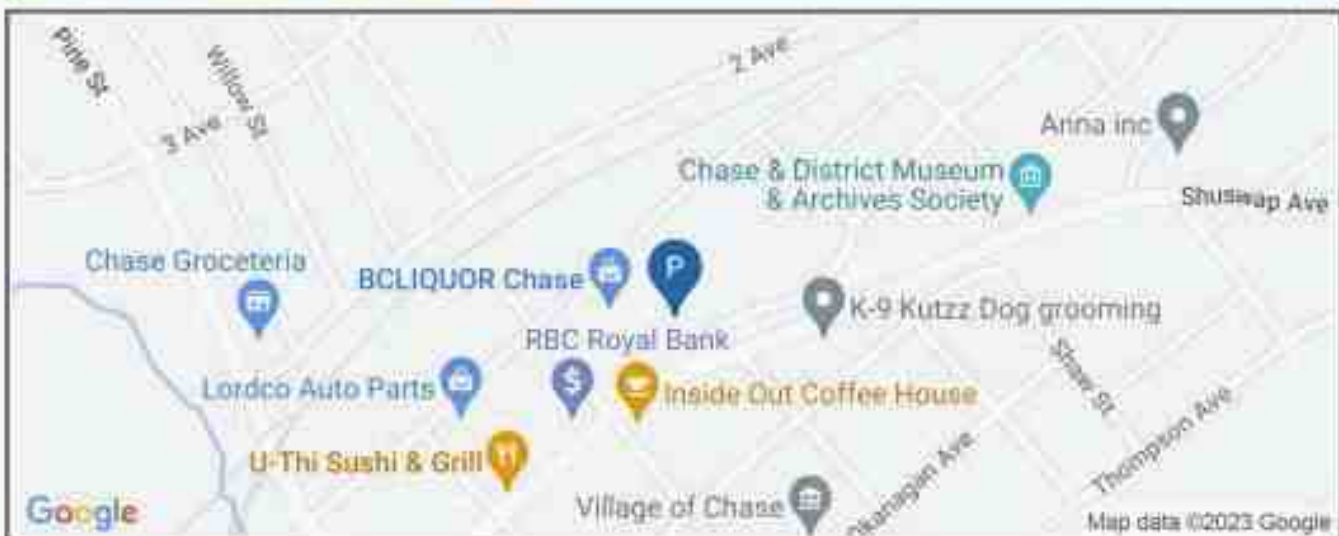 Pine St
Willow St
2 Ave
3 Ave
Anna inc
Chase & District Museum
& Archives Society
Shuswap Ave
Chase Groceteria
BCLIQUOR Chase
P
K-9 Kutzz Dog grooming
RBC Royal Bank
Lordco Auto Parts
$
Inside Out Coffee House
Shaw St
Thompson Ave
U-Thi Sushi & Grill
Village of Chase
Okanagan Ave
Google
Map data ©2023 Google